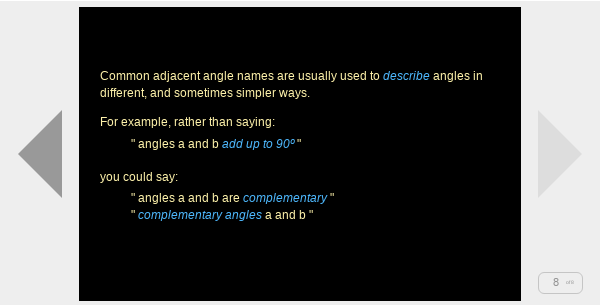 Common adjacent angle names are usually used to describe angles in
different, and sometimes simpler ways.
For example, rather than saying:
" angles a and b add up to 90º "
you could say:
" angles a and b are complementary "
" complementary angles a and b "
8